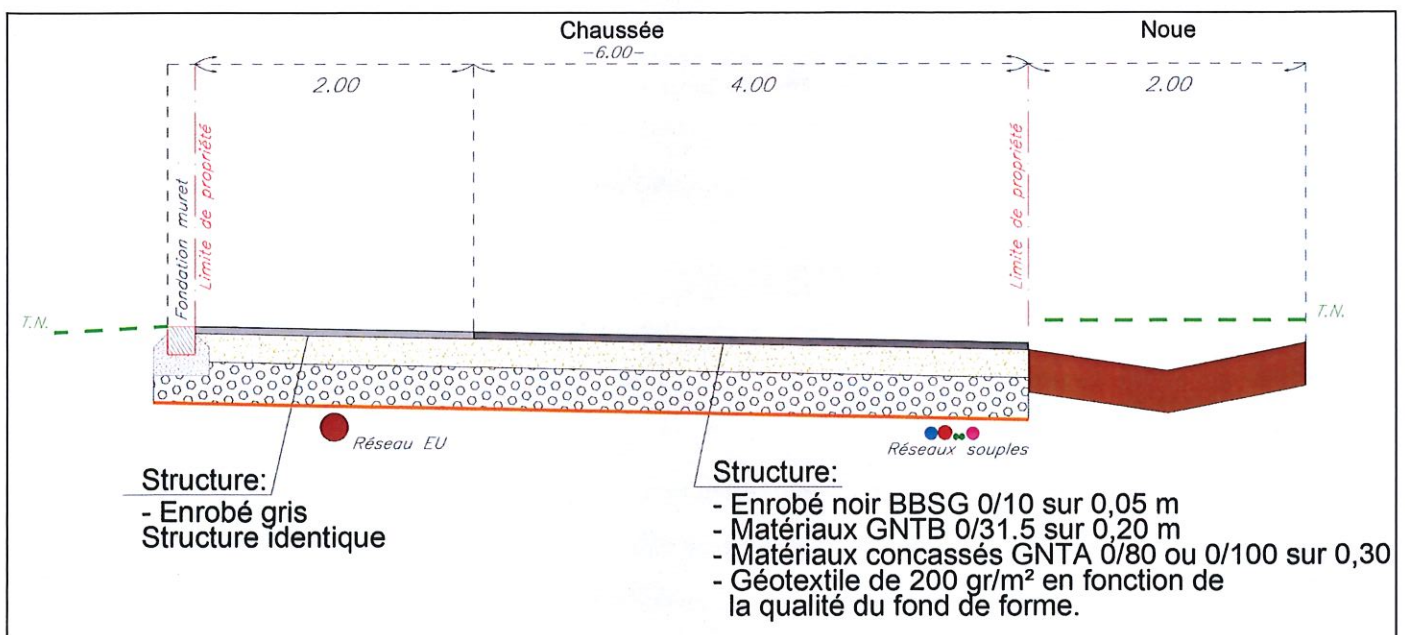 Chaussée
Noue
-6.00-
2.00
4.00
2.00
Fondation muret
Limite de propriété
Limite de propriété
T.N.
T.N.
Réseau EU
Réseaux souples
Structure:
- Enrobé gris
Structure identique
Structure:
- Enrobé noir BBSG 0/10 sur 0,05 m
- Matériaux GNTB 0/31.5 sur 0,20 m
- Matériaux concassés GNTA 0/80 ou 0/100 sur 0,30
- Géotextile de 200 gr/m² en fonction de
la qualité du fond de forme.